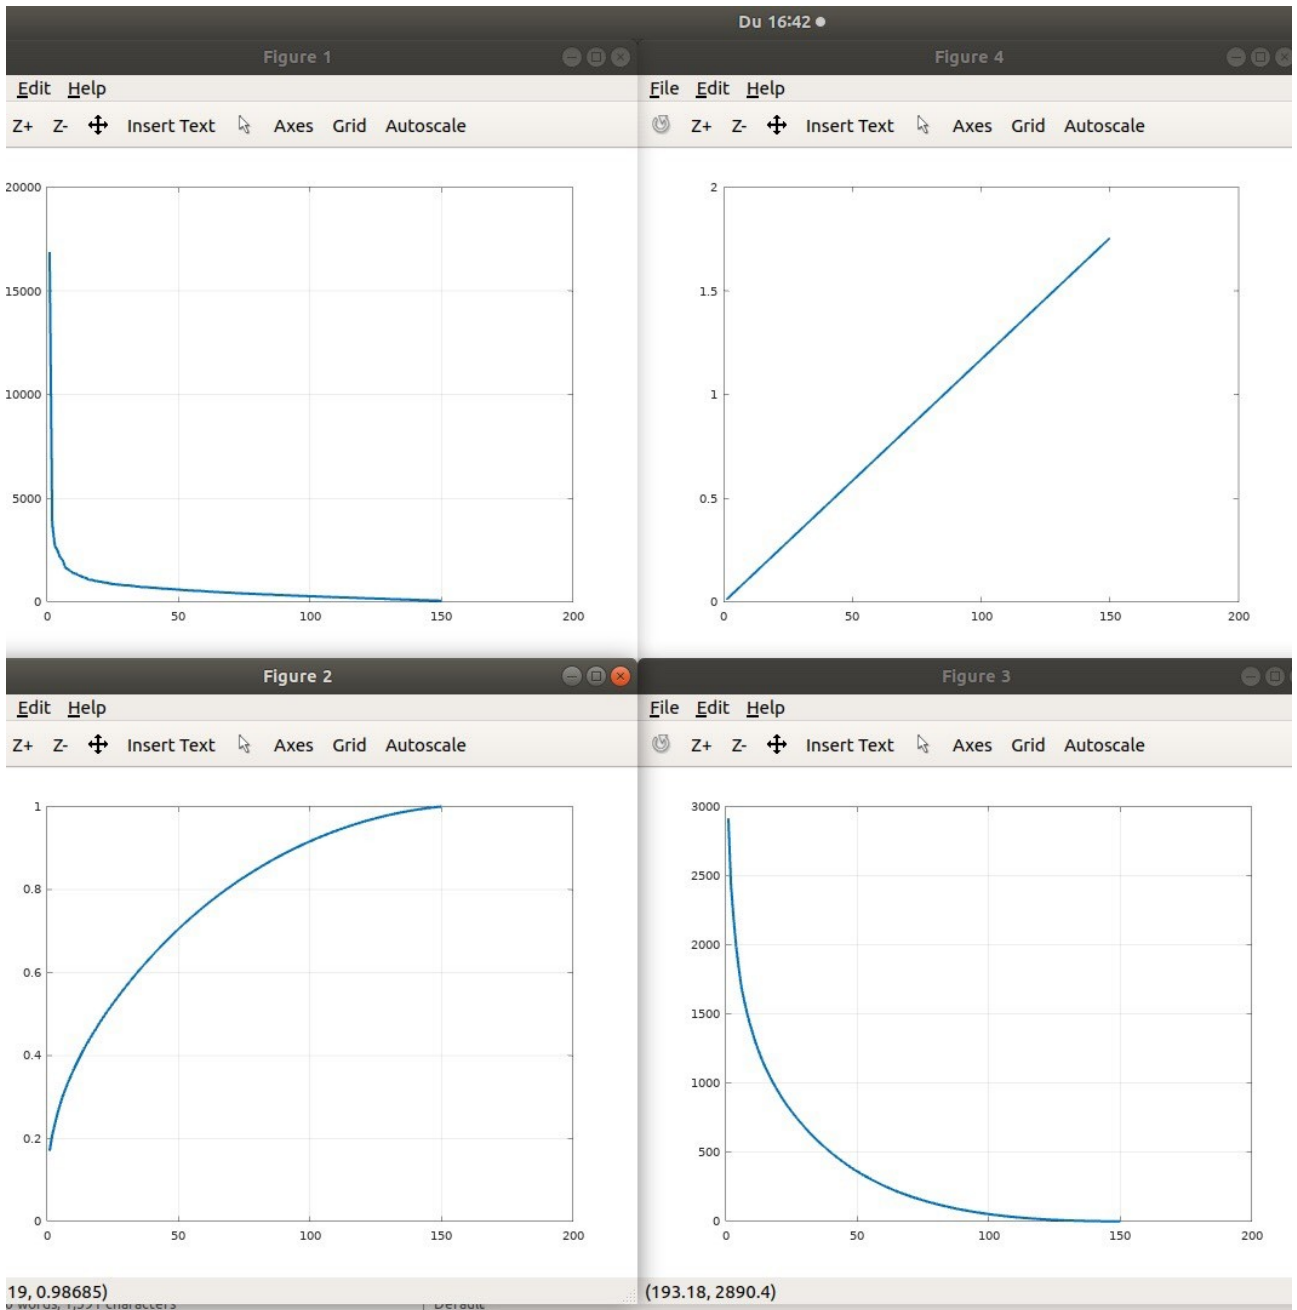 Du 16:42
Figure 1
Edit Help
Z+ Z- Insert Text Axes Grid Autoscale
20000
15000
10000
5000
0
0 50 100 150 200
Figure 4
File Edit Help
Z+ Z- Insert Text Axes Grid Autoscale
2
1.5
1
0.5
0
0 50 100 150 200
Figure 2
Edit Help
Z+ Z- Insert Text Axes Grid Autoscale
1
0.8
0.6
0.4
0.2
0
0 50 100 150 200
19, 0.98685)
Figure 3
File Edit Help
Z+ Z- Insert Text Axes Grid Autoscale
3000
2500
2000
1500
1000
500
0
0 50 100 150 200
(193.18, 2890.4)
words, 1,591 characters Default